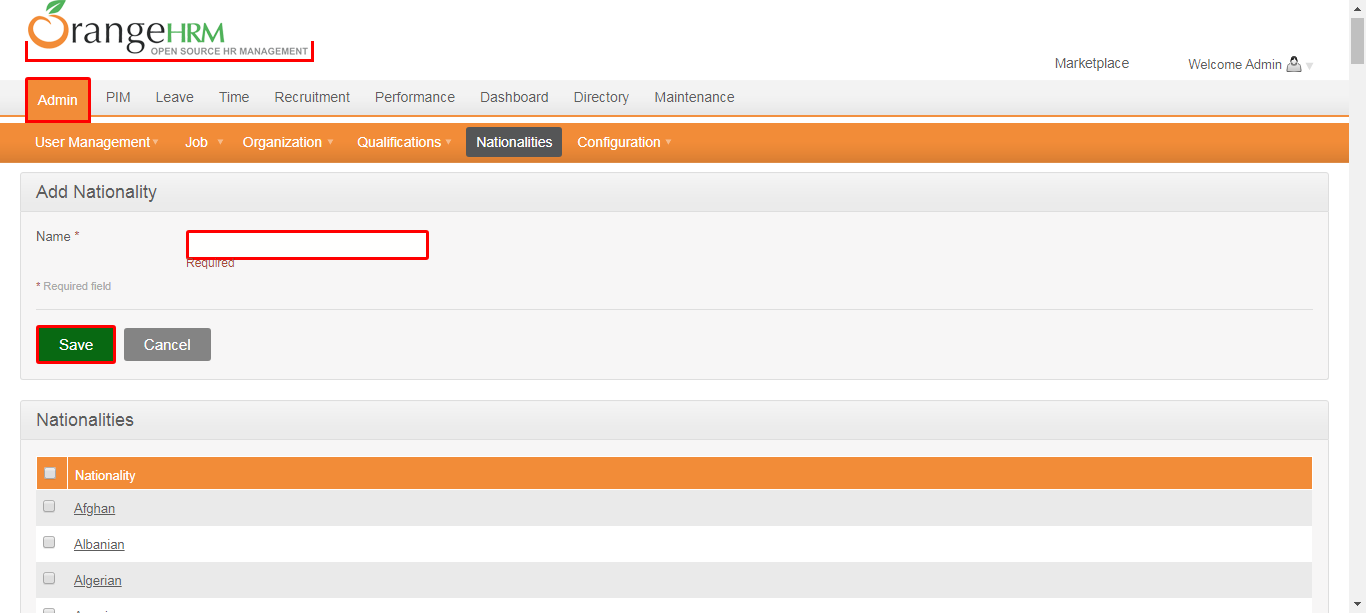 OrangeHRM
OPEN SOURCE HR MANAGEMENT
Marketplace
Welcome Admin
Admin PIM Leave Time Recruitment Performance Dashboard Directory Maintenance
User Management Job Organization Qualifications Nationalities Configuration
Add Nationality
Name *
Required
* Required field
Save Cancel
Nationalities
Nationality
Afghan
Albanian
Algerian